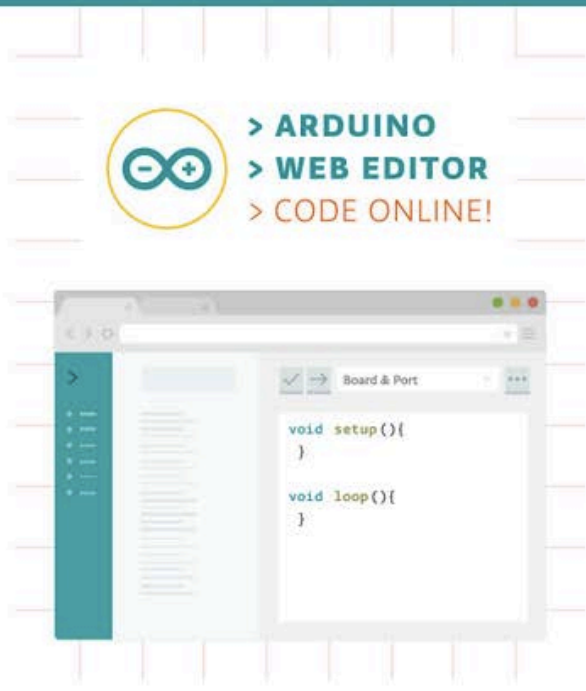 > ARDUINO
> WEB EDITOR
> CODE ONLINE!
Board & Port
void setup(){
}
void loop(){
}